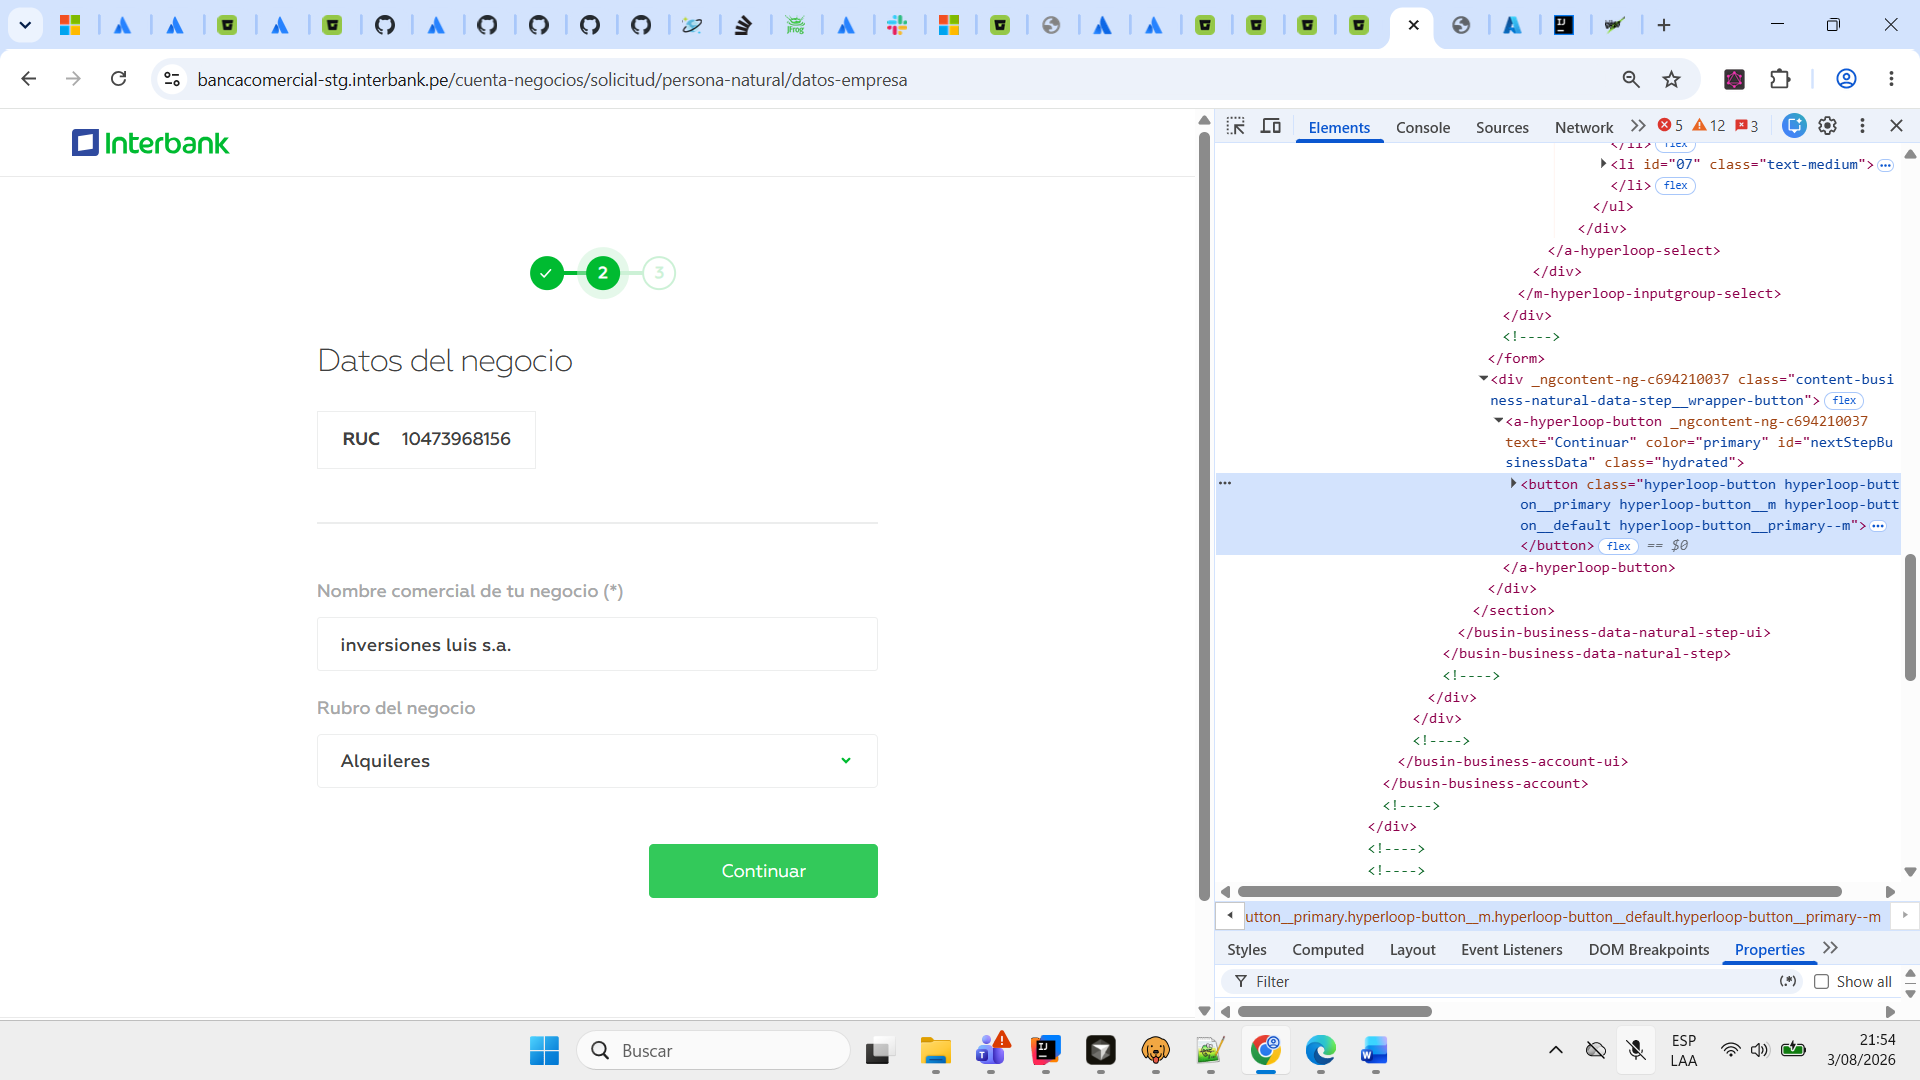 bancacomercial-stg.interbank.pe/cuenta-negocios/solicitud/persona-natural/datos-empresa
Interbank
2
3
Datos del negocio
RUC 10473968156
Nombre comercial de tu negocio (*)
inversiones luis s.a.
Rubro del negocio
Alquileres
Continuar
Elements Console Sources Network 5 12 3
</li> flex
<li id="07" class="text-medium">
</li> flex
</ul>
</div>
</a-hyperloop-select>
</div>
</m-hyperloop-inputgroup-select>
</div>
<!---->
</form>
<div _ngcontent-ng-c694210037 class="content-busi
ness-natural-data-step__wrapper-button"> flex
<a-hyperloop-button _ngcontent-ng-c694210037
text="Continuar" color="primary" id="nextStepBu
sinessData" class="hydrated">
<button class="hyperloop-button hyperloop-butt
on__primary hyperloop-button__m hyperloop-butt
on__default hyperloop-button__primary--m">
</button> flex == $0
</a-hyperloop-button>
</div>
</section>
</busin-business-data-natural-step-ui>
</busin-business-data-natural-step>
<!---->
</div>
</div>
<!---->
</busin-business-account-ui>
</busin-business-account>
<!---->
</div>
<!---->
<!---->
utton__primary.hyperloop-button__m.hyperloop-button__default.hyperloop-button__primary--m
Styles Computed Layout Event Listeners DOM Breakpoints Properties
Filter (.*) Show all
Buscar
ESP
LAA
21:54
3/08/2026